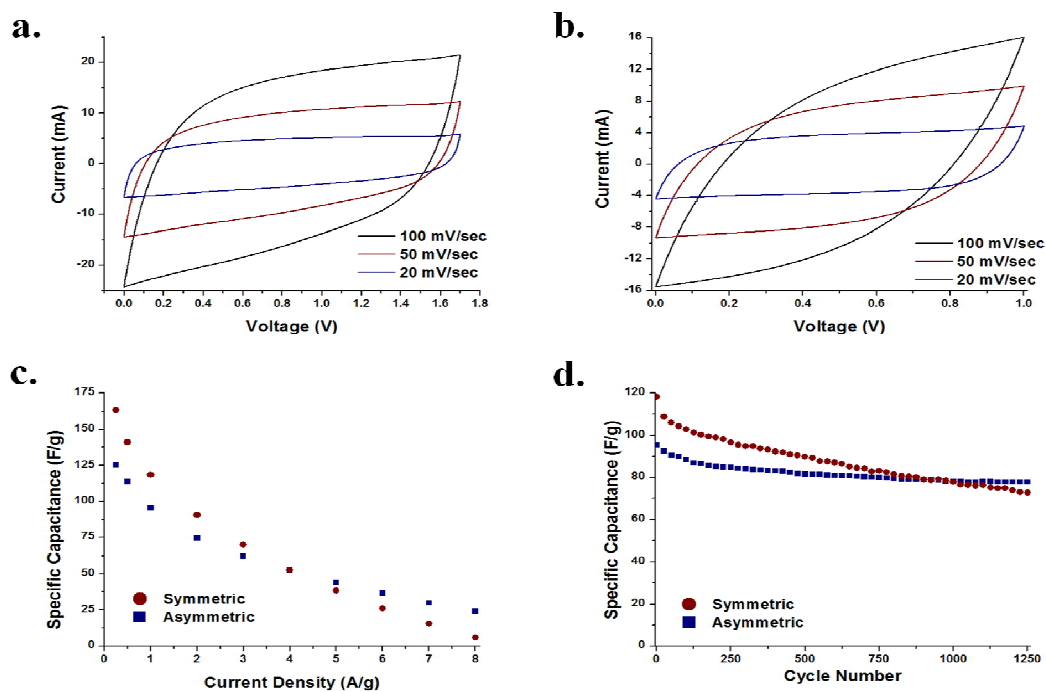 a.
Current (mA)
20
10
0
-10
-20
100 mV/sec
50 mV/sec
20 mV/sec
0.0 0.2 0.4 0.6 0.8 1.0 1.2 1.4 1.6 1.8
Voltage (V)
b.
Current (mA)
16
12
8
4
0
-4
-8
-12
-16
100 mV/sec
50 mV/sec
20 mV/sec
0.0 0.2 0.4 0.6 0.8 1.0
Voltage (V)
c.
Specific Capacitance (F/g)
175
150
125
100
75
50
25
0
Symmetric
Asymmetric
0 1 2 3 4 5 6 7 8
Current Density (A/g)
d.
Specific Capacitance (F/g)
120
100
80
60
40
20
0
Symmetric
Asymmetric
0 250 500 750 1000 1250
Cycle Number